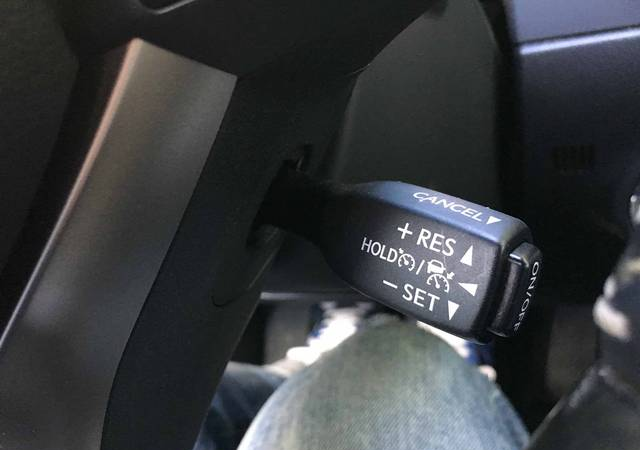 CANCEL
+ RES
HOLD /
– SET
ON/OFF